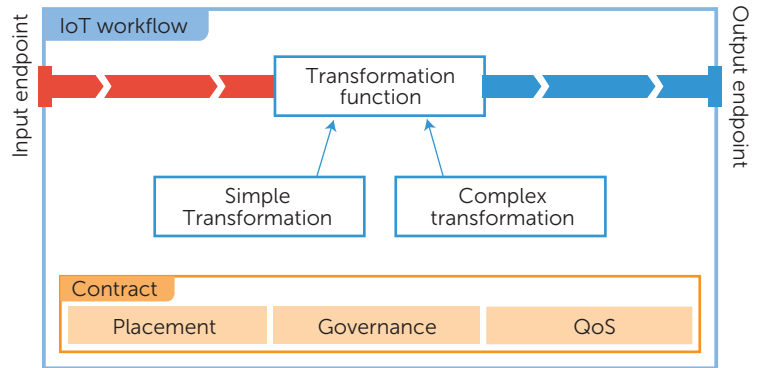 IoT workflow
Input endpoint
Transformation
function
Output endpoint
Simple
Transformation
Complex
transformation
Contract
Placement
Governance
QoS